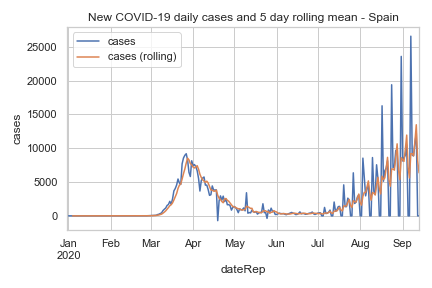 New COVID-19 daily cases and 5 day rolling mean - Spain
cases
cases (rolling)
25000
20000
15000
10000
5000
0
cases
Jan Feb Mar Apr May Jun Jul Aug Sep
2020
dateRep